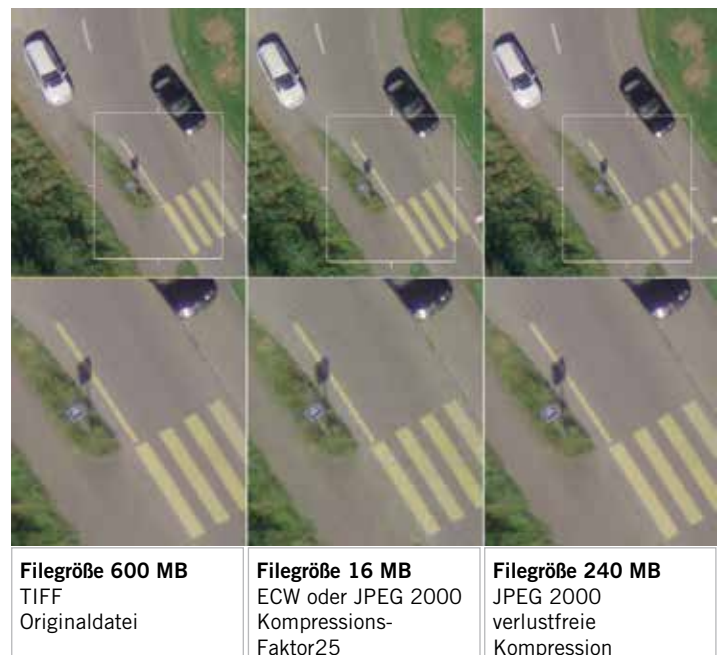 Filegröße 600 MB
TIFF
Originaldatei
Filegröße 16 MB
ECW oder JPEG 2000
Kompressions-
Faktor25
Filegröße 240 MB
JPEG 2000
verlustfreie
Kompression